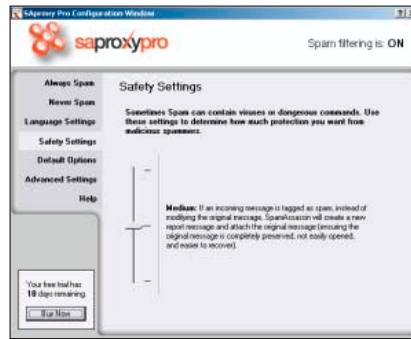 SAproxy Pro Configuration Window
saproxypro
Spam filtering is: ON
Always Spam
Never Spam
Language Settings
Safety Settings
Default Options
Advanced Settings
Help
Safety Settings
Sometimes Spam can contain viruses or dangerous commands. Use
these settings to determine how much protection you want from
malicious spammers.
Medium: If an incoming message is tagged as spam, instead of
modifying the original message, SpamAssassin will create a new
report message and attach the original message (ensuring the
original message is completely preserved, not easily opened,
and easier to recover).
Your free trial has
18 days remaining.
Buy Now